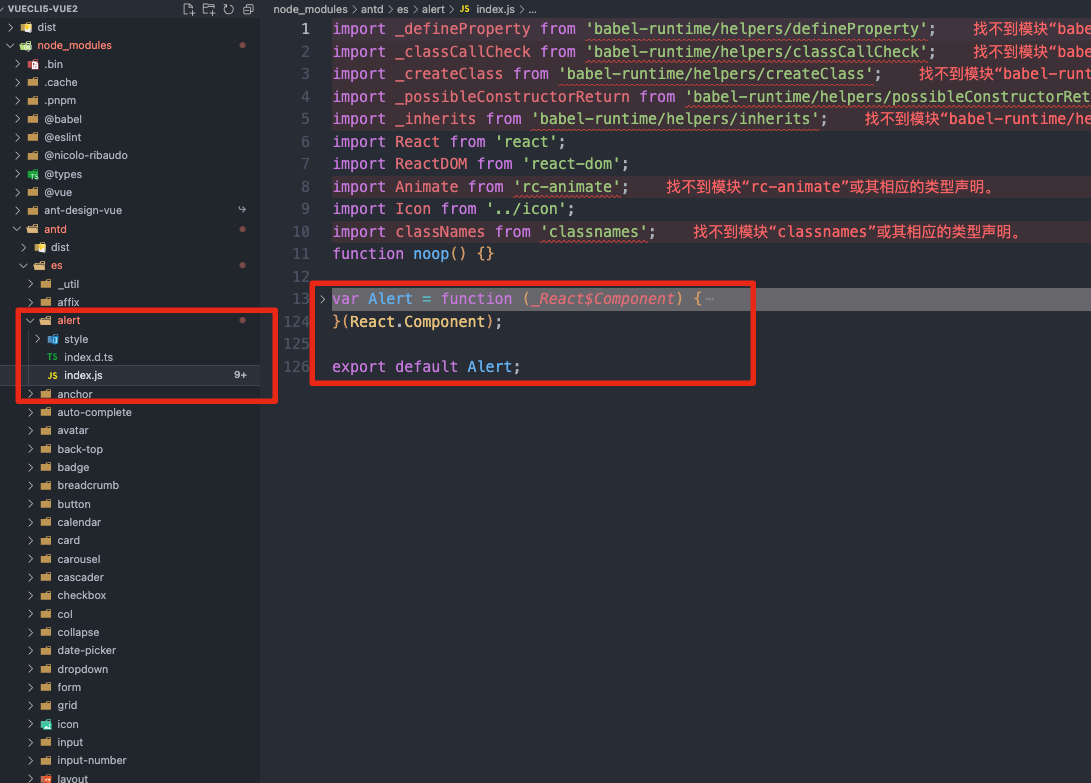 VUECLI5-VUE2
dist
node_modules
.bin
.cache
.pnpm
@babel
@eslint
@nicolo-ribaudo
@types
@vue
ant-design-vue
antd
dist
es
_util
affix
alert
style
TS index.d.ts
JS index.js 9+
anchor
auto-complete
avatar
back-top
badge
breadcrumb
button
calendar
card
carousel
cascader
checkbox
col
collapse
date-picker
dropdown
form
grid
icon
input
input-number
layout
node_modules > antd > es > alert > JS index.js > ...
1 import _defineProperty from 'babel-runtime/helpers/defineProperty'; 找不到模块“babe
2 import _classCallCheck from 'babel-runtime/helpers/classCallCheck'; 找不到模块“babe
3 import _createClass from 'babel-runtime/helpers/createClass'; 找不到模块“babel-runt
4 import _possibleConstructorReturn from 'babel-runtime/helpers/possibleConstructorRet
5 import _inherits from 'babel-runtime/helpers/inherits'; 找不到模块“babel-runtime/he
6 import React from 'react';
7 import ReactDOM from 'react-dom';
8 import Animate from 'rc-animate'; 找不到模块“rc-animate”或其相应的类型声明。
9 import Icon from '../icon';
10 import classNames from 'classnames'; 找不到模块“classnames”或其相应的类型声明。
11 function noop() {}
12
13 > var Alert = function (_React$Component) { ⋯
124 }(React.Component);
125
126 export default Alert;